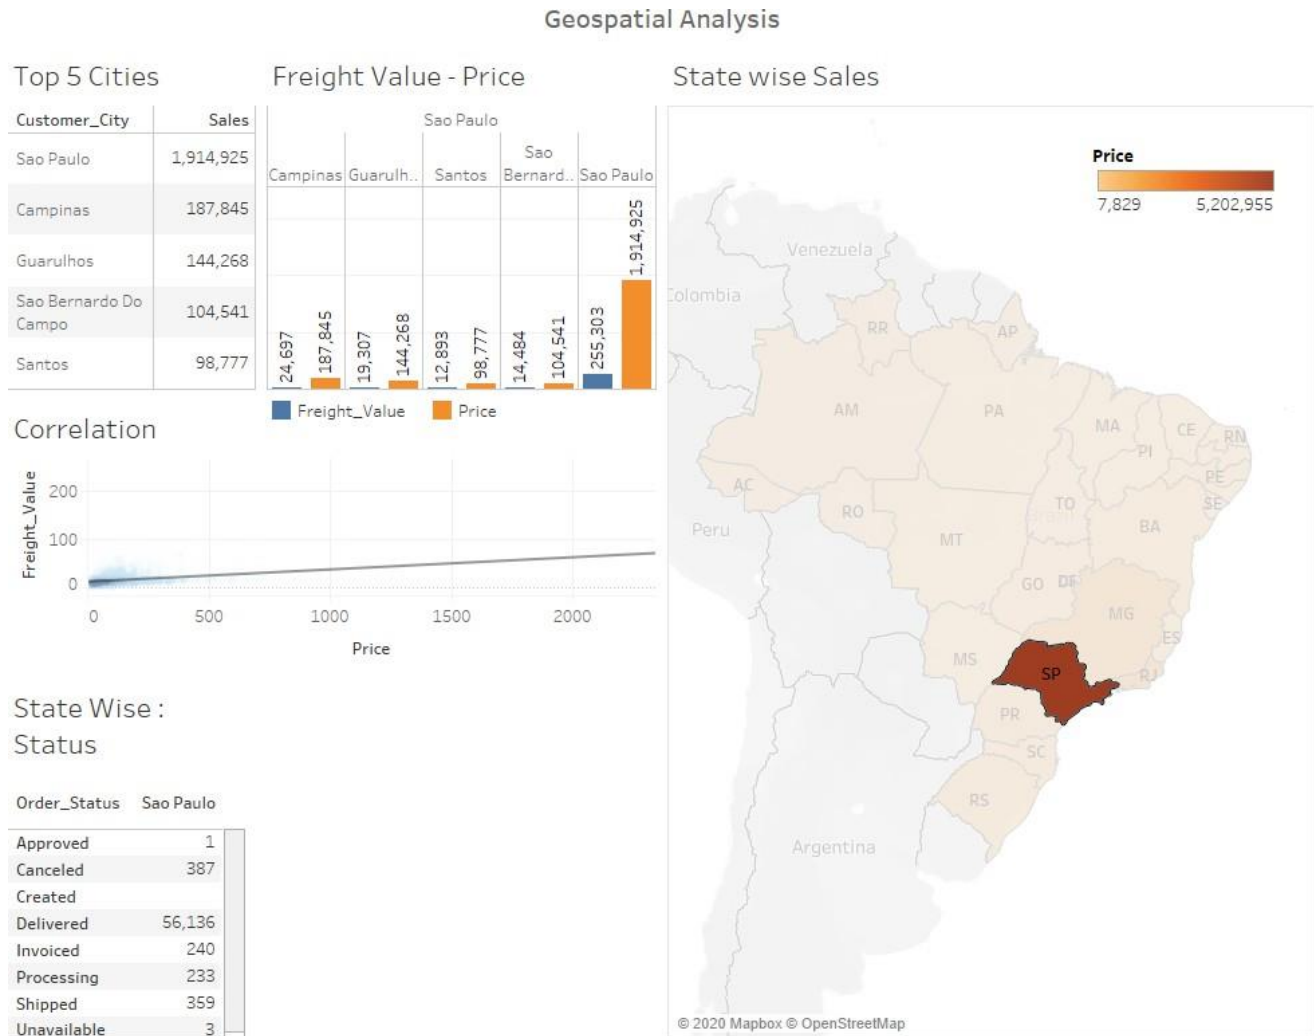 Geospatial Analysis
Top 5 Cities
Customer_City Sales
Sao Paulo 1,914,925
Campinas 187,845
Guarulhos 144,268
Sao Bernardo Do
Campo 104,541
Santos 98,777
Freight Value - Price
Sao Paulo
Campinas Guarulh.. Santos Sao
Bernard.. Sao Paulo
24,697 187,845 19,307 144,268 12,893 98,777 14,484 104,541 255,303 1,914,925
Freight_Value Price
Correlation
Freight_Value
200
100
0
0 500 1000 1500 2000
Price
State Wise :
Status
Order_Status Sao Paulo
Approved 1
Canceled 387
Created
Delivered 56,136
Invoiced 240
Processing 233
Shipped 359
Unavailable 3
State wise Sales
Price
7,829 5,202,955
Venezuela
Colombia
RR AP
AM PA MA CE RN
PI
PE
AC TO SE
RO BA
Peru
MT
GO DF
MG
ES
MS SP RJ
PR
SC
RS
Argentina
© 2020 Mapbox © OpenStreetMap